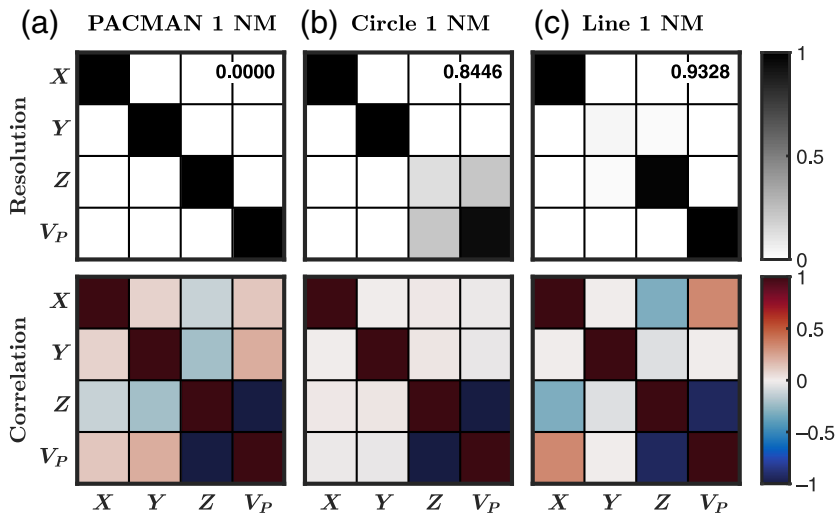 (a) PACMAN 1 NM (b) Circle 1 NM (c) Line 1 NM
Resolution
X 0.0000 0.8446 0.9328 1
Y
0.5
Z
V_P 0
Correlation
X 1
Y 0.5
0
Z
-0.5
V_P -1
X Y Z V_P X Y Z V_P X Y Z V_P